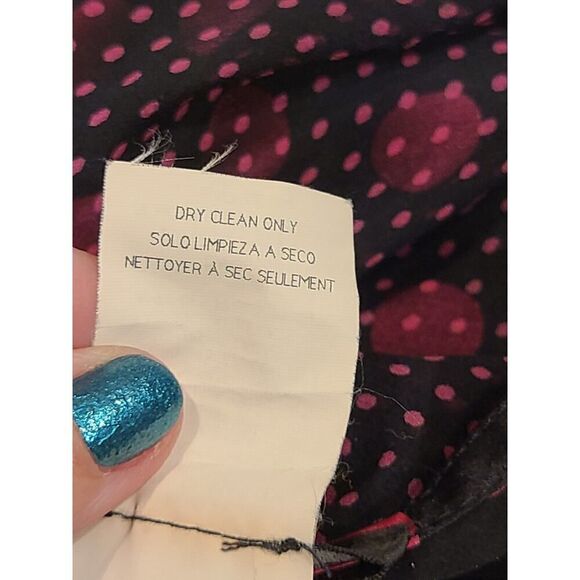 DRY CLEAN ONLY
SOLO LIMPIEZA A SECO
NETTOYER À SEC SEULEMENT